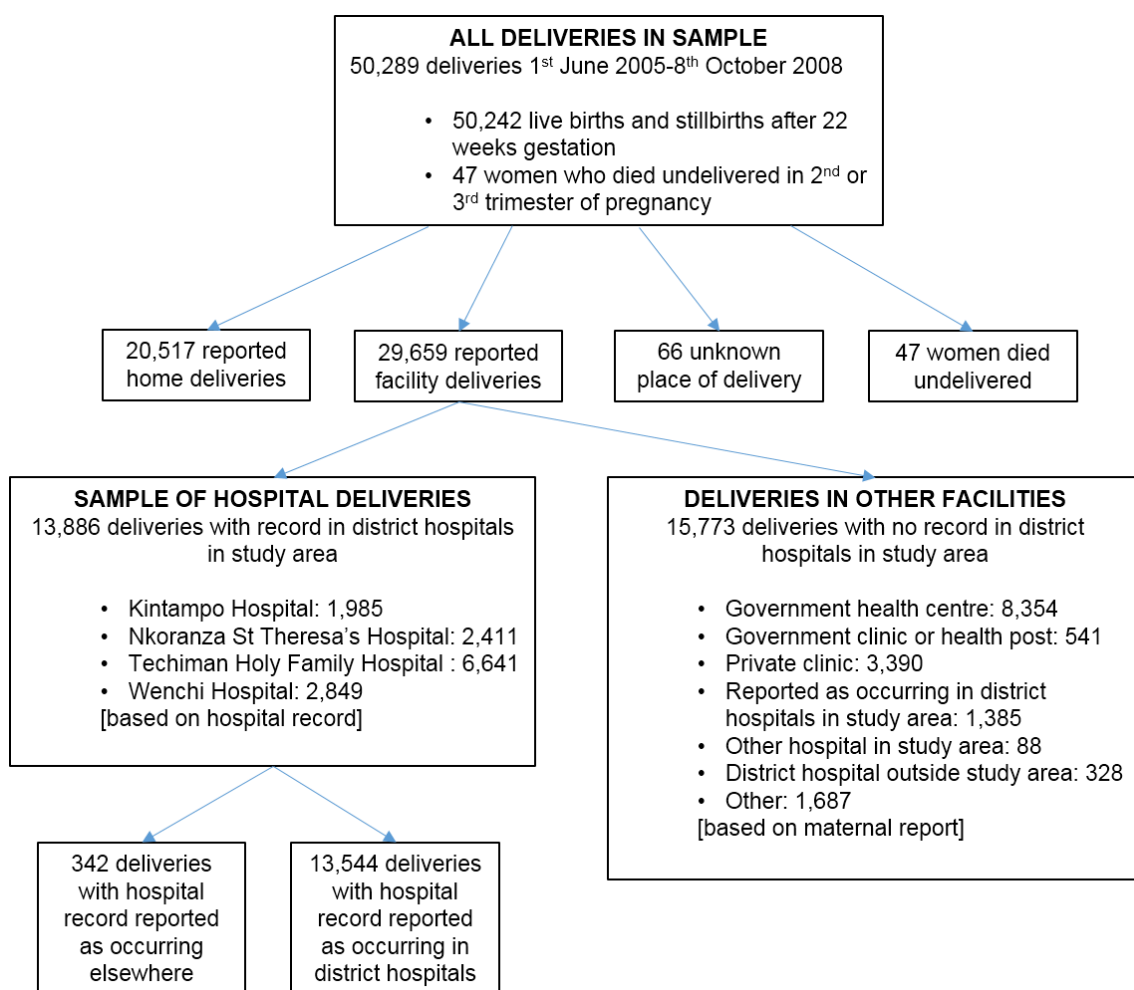 ALL DELIVERIES IN SAMPLE
50,289 deliveries 1st June 2005-8th October 2008
• 50,242 live births and stillbirths after 22
weeks gestation
• 47 women who died undelivered in 2nd or
3rd trimester of pregnancy
20,517 reported
home deliveries
29,659 reported
facility deliveries
66 unknown
place of delivery
47 women died
undelivered
SAMPLE OF HOSPITAL DELIVERIES
13,886 deliveries with record in district hospitals
in study area
• Kintampo Hospital: 1,985
• Nkoranza St Theresa's Hospital: 2,411
• Techiman Holy Family Hospital : 6,641
• Wenchi Hospital: 2,849
[based on hospital record]
DELIVERIES IN OTHER FACILITIES
15,773 deliveries with no record in district
hospitals in study area
• Government health centre: 8,354
• Government clinic or health post: 541
• Private clinic: 3,390
• Reported as occurring in district
hospitals in study area: 1,385
• Other hospital in study area: 88
• District hospital outside study area: 328
• Other: 1,687
[based on maternal report]
342 deliveries
with hospital
record reported
as occurring
elsewhere
13,544 deliveries
with hospital
record reported
as occurring in
district hospitals